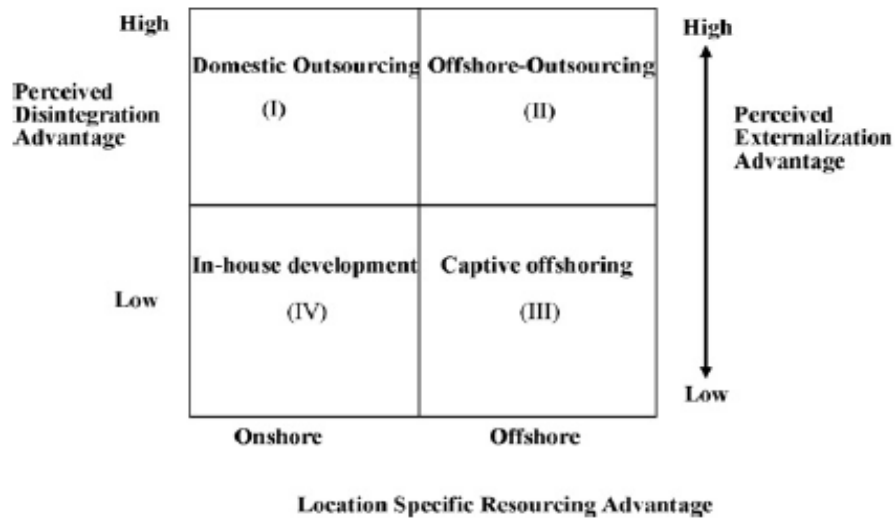 High
Perceived
Disintegration
Advantage
Low
Domestic Outsourcing
(I)
Offshore-Outsourcing
(II)
In-house development
(IV)
Captive offshoring
(III)
High
Perceived
Externalization
Advantage
Low
Onshore
Offshore
Location Specific Resourcing Advantage